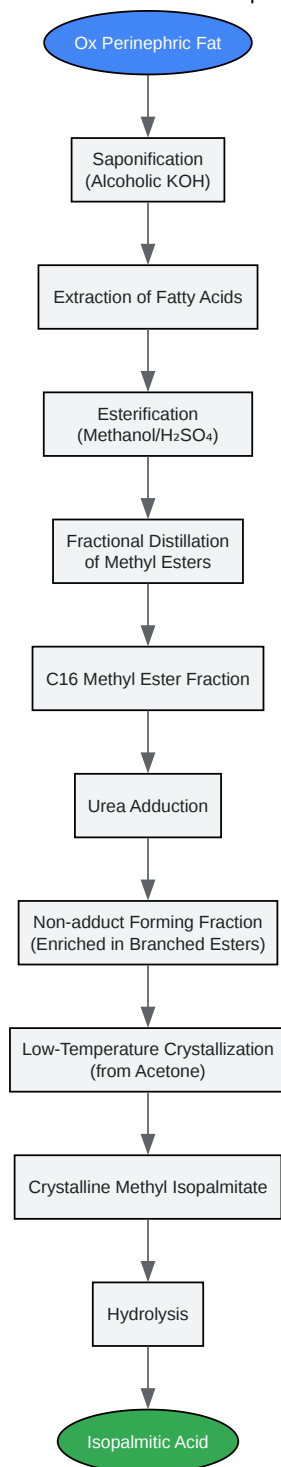 Ox Perinephric Fat
Saponification
(Alcoholic KOH)
Extraction of Fatty Acids
Esterification
(Methanol/H₂SO₄)
Fractional Distillation
of Methyl Esters
C16 Methyl Ester Fraction
Urea Adduction
Non-adduct Forming Fraction
(Enriched in Branched Esters)
Low-Temperature Crystallization
(from Acetone)
Crystalline Methyl Isopalmitate
Hydrolysis
Isopalmitic Acid